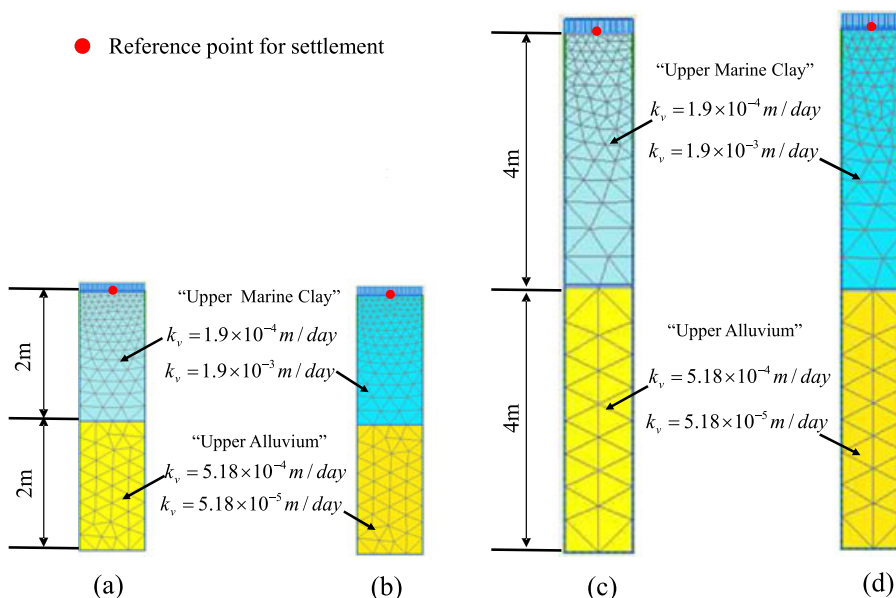 Reference point for settlement
“Upper Marine Clay”
k_v = 1.9×10⁻⁴ m/day
k_v = 1.9×10⁻³ m/day
4m
“Upper Marine Clay”
k_v = 1.9×10⁻⁴ m/day
k_v = 1.9×10⁻³ m/day
2m
“Upper Alluvium”
k_v = 5.18×10⁻⁴ m/day
k_v = 5.18×10⁻⁵ m/day
4m
“Upper Alluvium”
k_v = 5.18×10⁻⁴ m/day
k_v = 5.18×10⁻⁵ m/day
2m
(a)
(b)
(c)
(d)